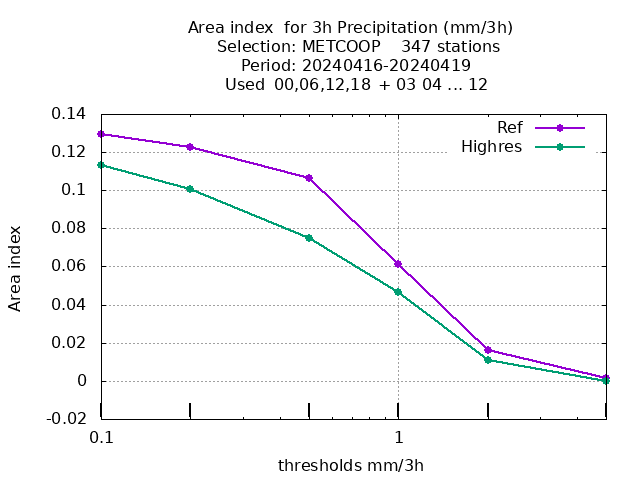 Area index  for 3h Precipitation (mm/3h)
Selection: METCOOP    347 stations
Period: 20240416-20240419
Used  00,06,12,18 + 03 04 ... 12
0.14
0.12
0.1
0.08
0.06
0.04
0.02
0
-0.02
0.1
1
Ref
Highres
Area index
thresholds mm/3h